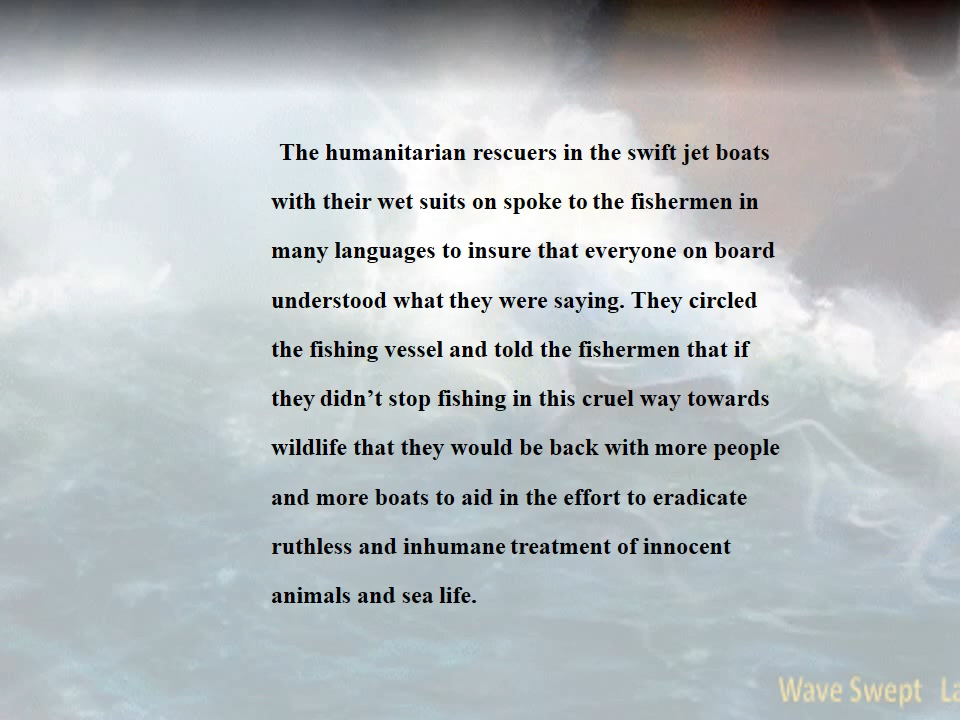 The humanitarian rescuers in the swift jet boats
with their wet suits on spoke to the fishermen in
many languages to insure that everyone on board
understood what they were saying. They circled
the fishing vessel and told the fishermen that if
they didn’t stop fishing in this cruel way towards
wildlife that they would be back with more people
and more boats to aid in the effort to eradicate
ruthless and inhumane treatment of innocent
animals and sea life.
Wave Swept La